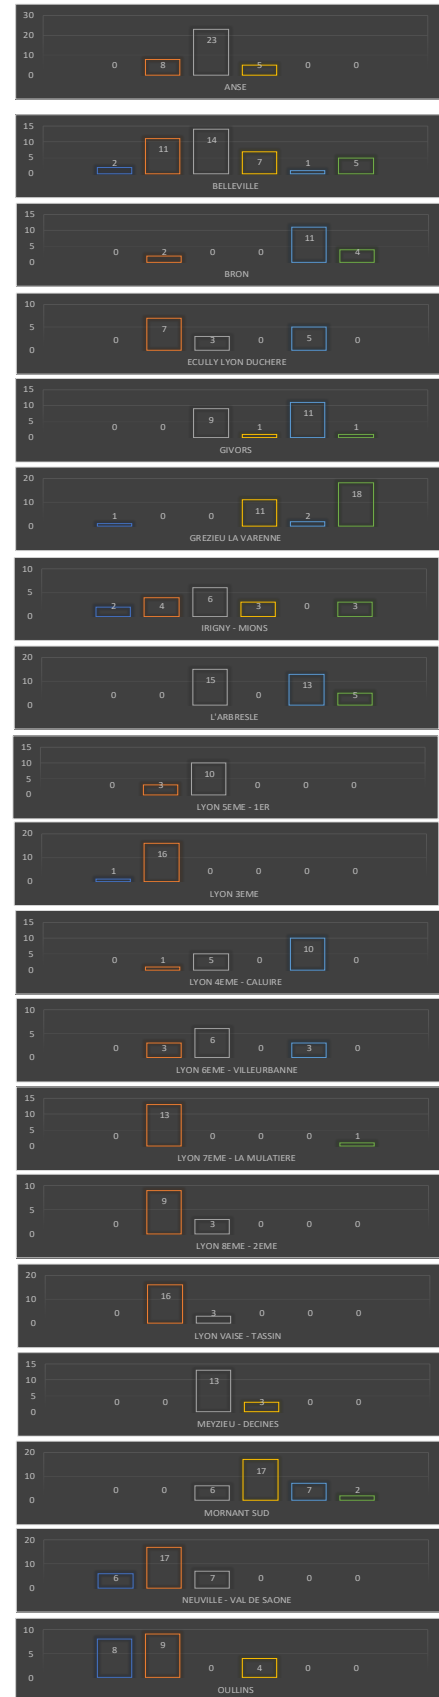 30
20
10
0
0 8 23 5 0 0
ANSE
15
10
5
0
2 11 14 7 1 5
BELLEVILLE
15
10
5
0
0 2 0 0 11 4
BRON
10
5
0
0 7 3 0 5 0
ECULLY LYON DUCHERE
15
10
5
0
0 0 9 1 11 1
GIVORS
20
10
0
1 0 0 11 2 18
GREZIEU LA VARENNE
10
5
0
2 4 6 3 0 3
IRIGNY - MIONS
20
10
0
0 0 15 0 13 5
L'ARBRESLE
15
10
5
0
0 3 10 0 0 0
LYON 5EME - 1ER
20
10
0
1 16 0 0 0 0
LYON 3EME
15
10
5
0
0 1 5 0 10 0
LYON 4EME - CALUIRE
10
5
0
0 3 6 0 3 0
LYON 6EME - VILLEURBANNE
15
10
5
0
0 13 0 0 0 1
LYON 7EME - LA MULATIERE
10
5
0
0 9 3 0 0 0
LYON 8EME - 2EME
20
10
0
0 16 3 0 0 0
LYON VAISE - TASSIN
15
10
5
0
0 0 13 3 0 0
MEYZIEU - DECINES
20
10
0
0 0 6 17 7 2
MORNANT SUD
20
10
0
6 17 7 0 0 0
NEUVILLE - VAL DE SAONE
10
5
0
8 9 0 4 0 0
OULLINS